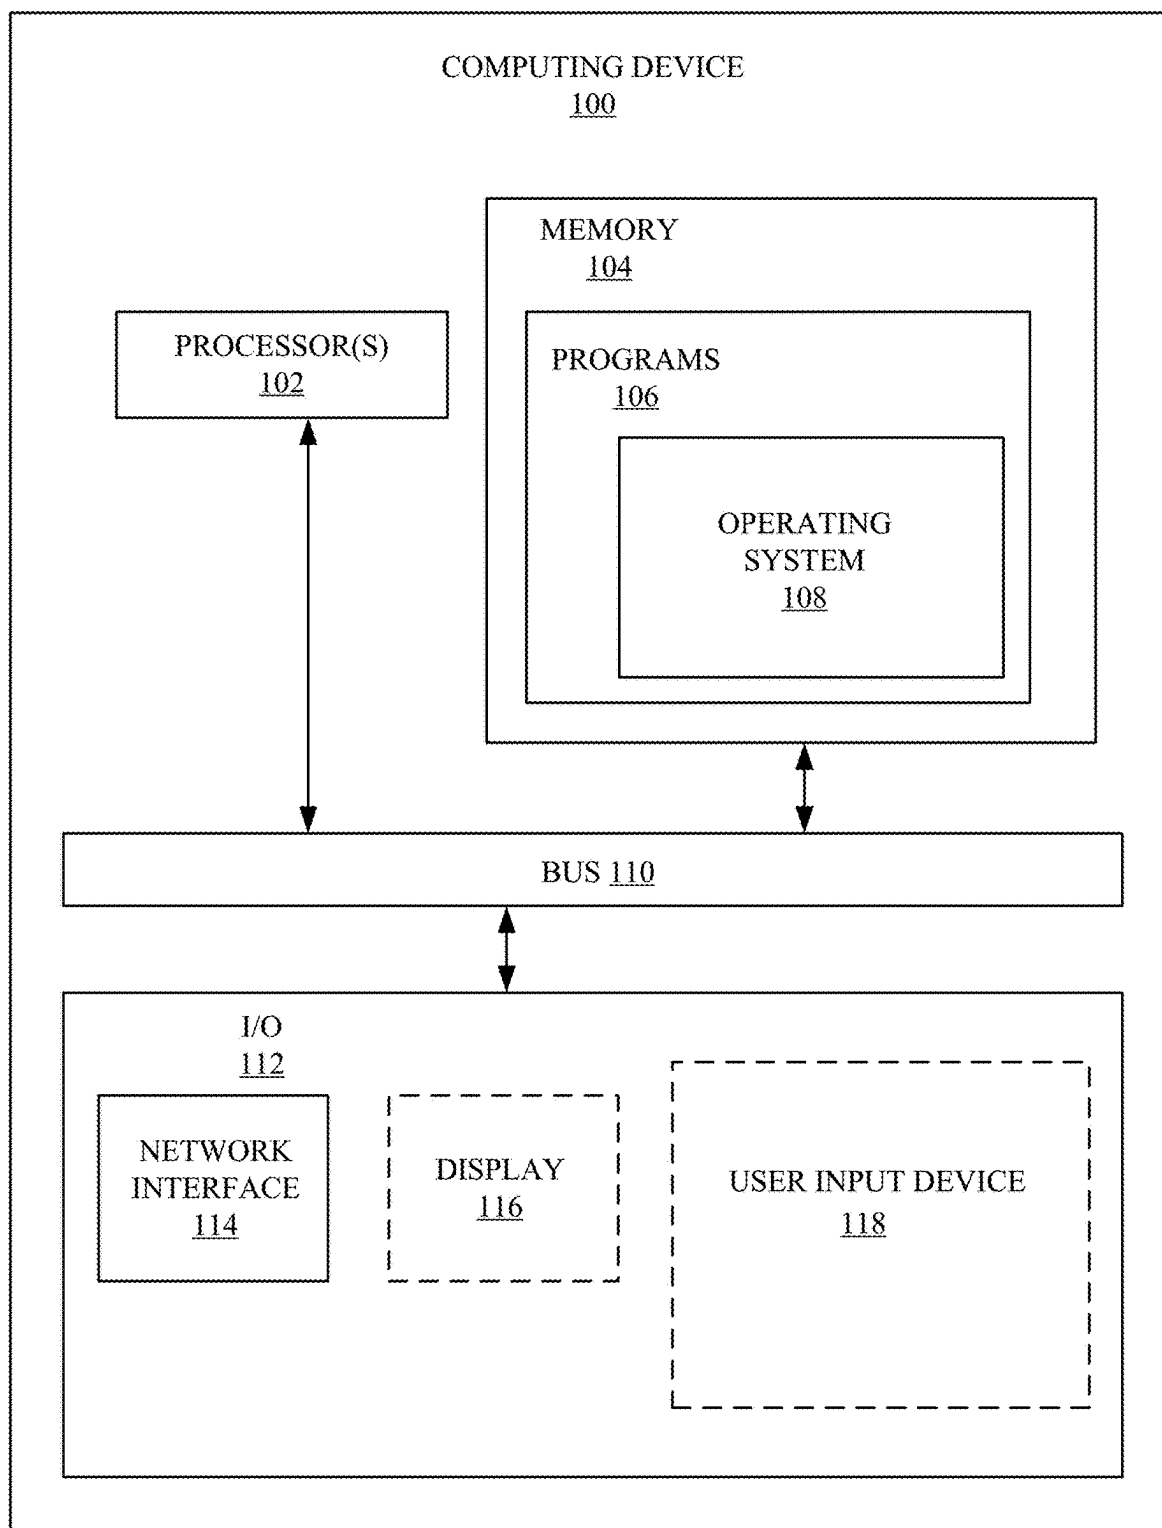 COMPUTING DEVICE
100
MEMORY
104
PROCESSOR(S)
102
PROGRAMS
106
OPERATING
SYSTEM
108
BUS 110
I/O
112
NETWORK
INTERFACE
114
DISPLAY
116
USER INPUT DEVICE
118